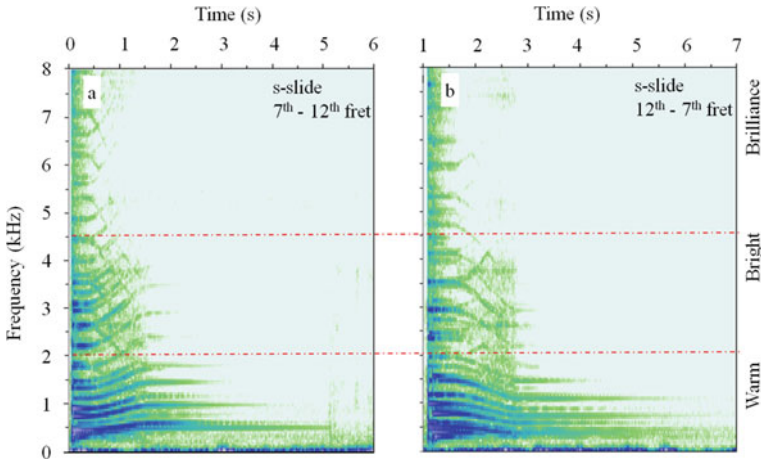 Time (s)
Time (s)
0 1 2 3 4 5 6
1 2 3 4 5 6 7
8
7
6
5
4
3
2
1
0
Frequency (kHz)
a
s-slide
7th - 12th fret
b
s-slide
12th - 7th fret
Brilliance
Bright
Warm